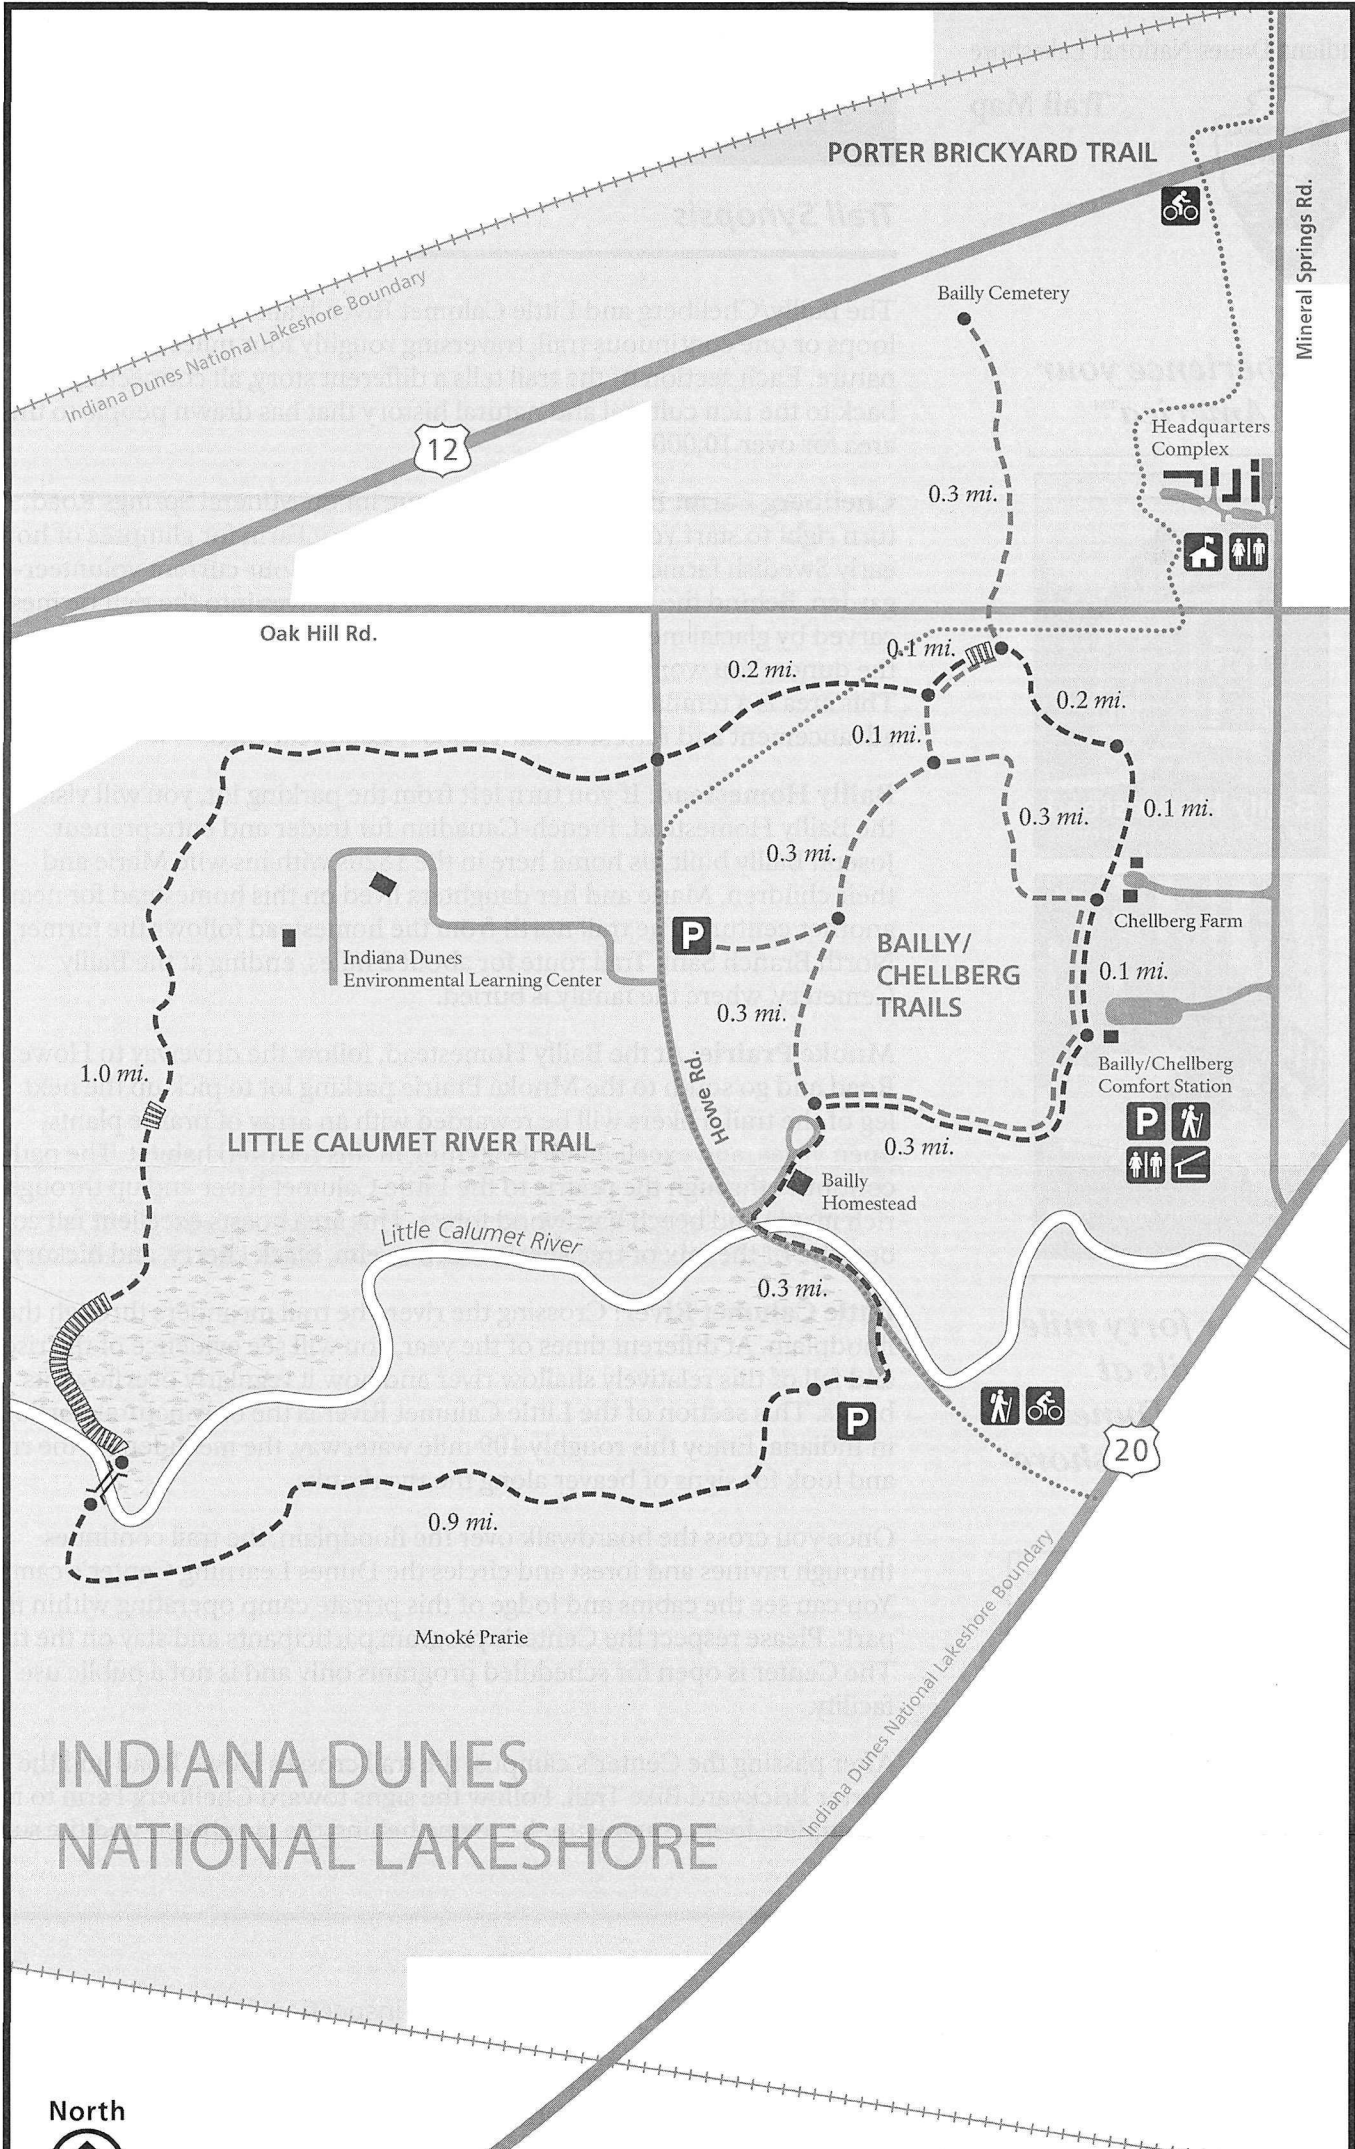 PORTER BRICKYARD TRAIL
Mineral Springs Rd.
Indiana Dunes National Lakeshore Boundary
Bailly Cemetery
12
Headquarters
Complex
0.3 mi.
Oak Hill Rd.
0.1 mi.
0.2 mi.
0.2 mi.
0.1 mi.
0.3 mi.
0.1 mi.
0.3 mi.
P
Chellberg Farm
BAILLY/
CHELLBERG
TRAILS
Indiana Dunes
Environmental Learning Center
0.1 mi.
0.3 mi.
Howe Rd.
Bailly/Chellberg
Comfort Station
P
1.0 mi.
LITTLE CALUMET RIVER TRAIL
0.3 mi.
Bailly
Homestead
Little Calumet River
0.3 mi.
P
20
0.9 mi.
Mnoké Prarie
Indiana Dunes National Lakeshore Boundary
INDIANA DUNES
NATIONAL LAKESHORE
North